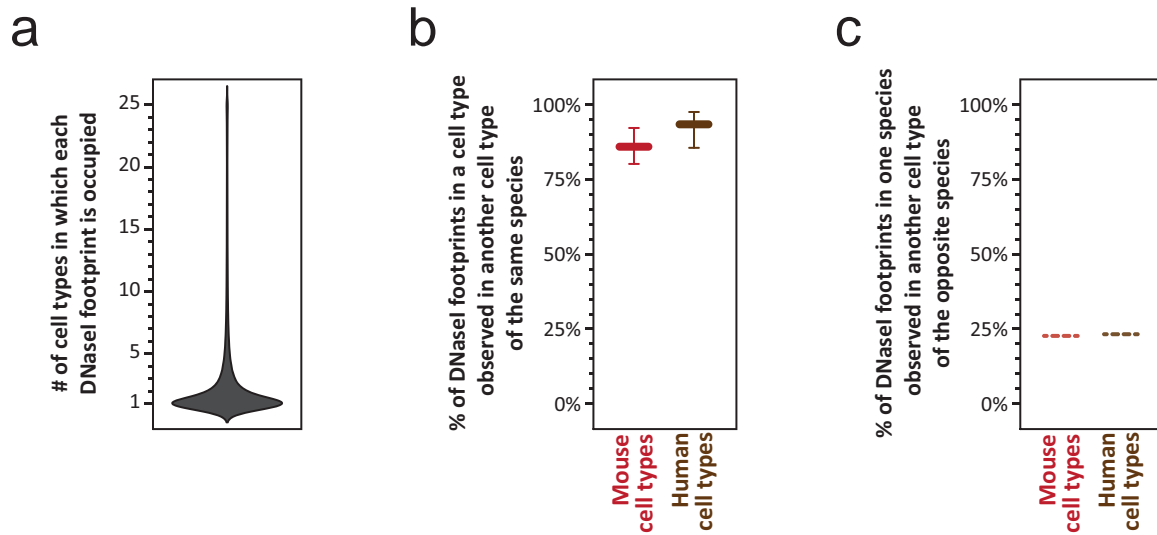 a
# of cell types in which each
DNaseI footprint is occupied
25
20
15
10
5
1
b
% of DNaseI footprints in a cell type
observed in another cell type
of the same species
100%
75%
50%
25%
0%
Mouse
cell types
Human
cell types
c
% of DNaseI footprints in one species
observed in another cell type
of the opposite species
100%
75%
50%
25%
0%
Mouse
cell types
Human
cell types